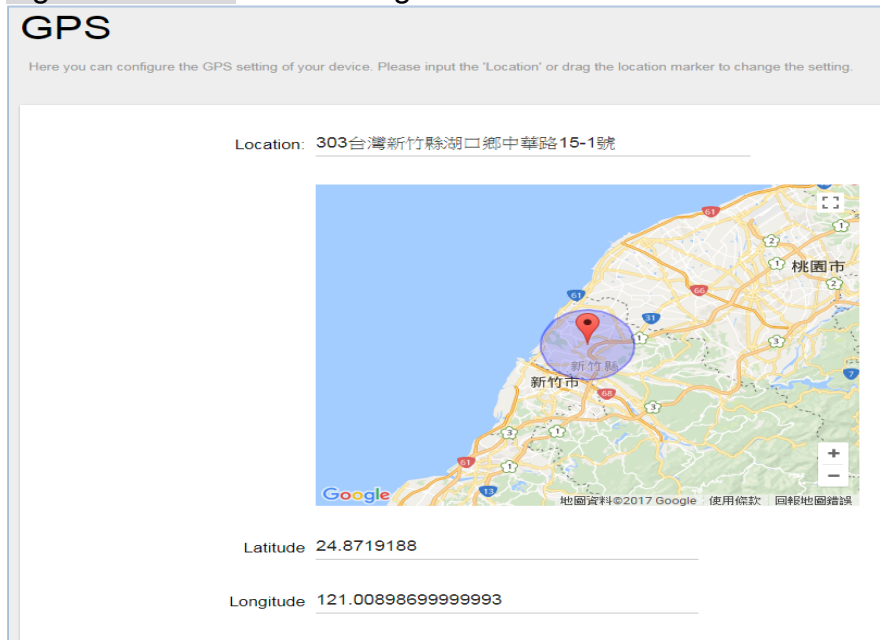 GPS
Here you can configure the GPS setting of your device. Please input the 'Location' or drag the location marker to change the setting.
Location: 303台灣新竹縣湖口鄉中華路15-1號
61
1
2
1
桃園市
2
66
61
31
1
3
新竹縣
7
新竹市
68
3
3
1
61
1
13
+
−
Google
地圖資料©2017 Google 使用條款 回報地圖錯誤
Latitude 24.8719188
Longitude 121.00898699999993